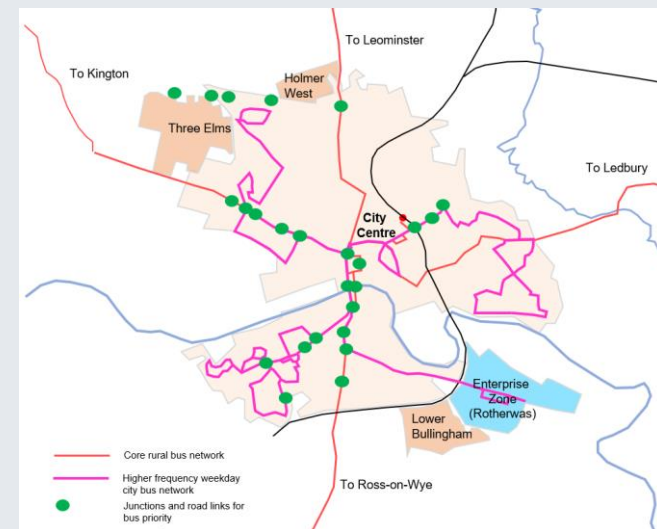 To Leominster
To Kington
Holmer
West
Three Elms
To Ledbury
City
Centre
Enterprise
Zone
(Rotherwas)
Lower
Bullingham
To Ross-on-Wye
Core rural bus network
Higher frequency weekday
city bus network
Junctions and road links for
bus priority